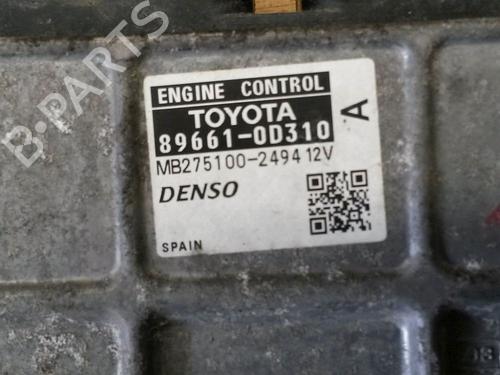 B-PARTS
ENGINE CONTROL
TOYOTA
89661-0D310
A
MB275100-2494 12V
DENSO
SPAIN